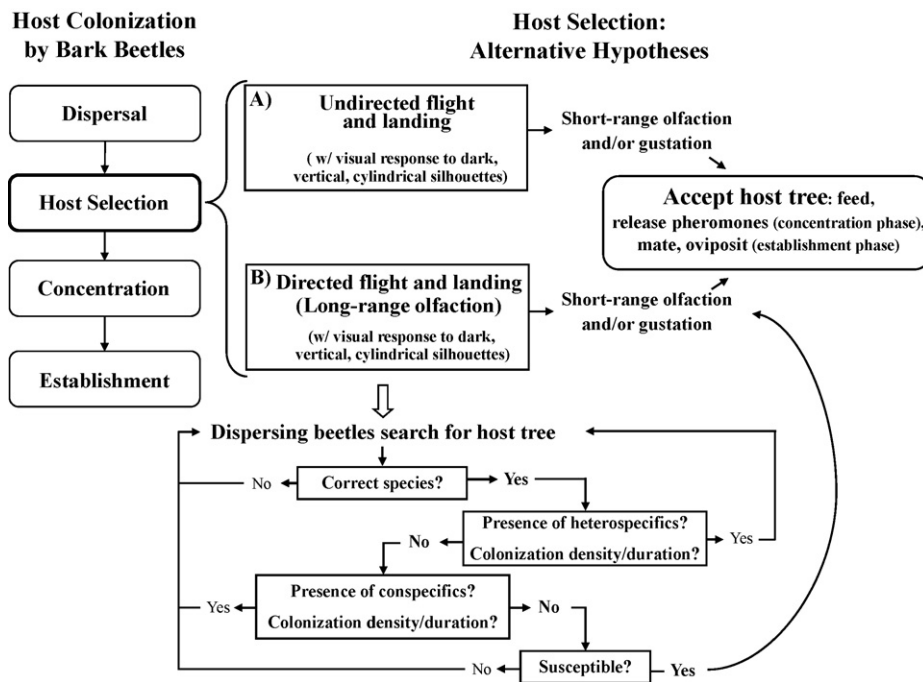 Host Colonization
by Bark Beetles
Host Selection:
Alternative Hypotheses
Dispersal
Host Selection
Concentration
Establishment
A)
Undirected flight
and landing
( w/ visual response to dark,
vertical, cylindrical silhouettes)
Short-range olfaction
and/or gustation
Accept host tree: feed,
release pheromones (concentration phase),
mate, oviposit (establishment phase)
B)
Directed flight and landing
(Long-range olfaction)
(w/ visual response to dark,
vertical, cylindrical silhouettes)
Short-range olfaction
and/or gustation
Dispersing beetles search for host tree
No
Correct species?
Yes
Presence of heterospecifics?
Colonization density/duration?
Yes
No
Presence of conspecifics?
Colonization density/duration?
Yes
No
No
Susceptible?
Yes